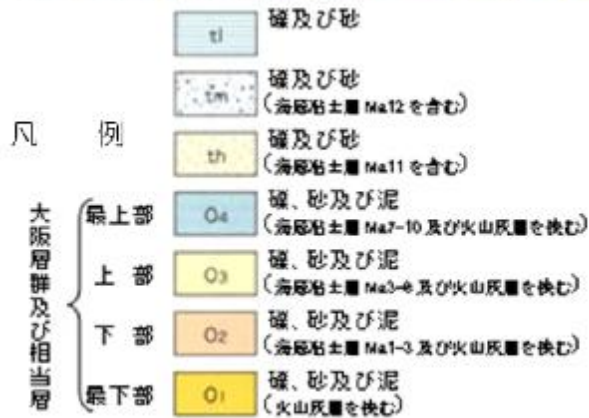 凡 例
tl 礫及び砂
tm 礫及び砂
(海成粘土層 Ma12 を含む)
th 礫及び砂
(海成粘土層 Ma11 を含む)
大阪層群及び相当層
最上部 O4 礫、砂及び泥
(海成粘土層 Ma7-10 及び火山灰層を挟む)
上部 O3 礫、砂及び泥
(海成粘土層 及び火山灰層を挟む)
下部 O2 礫、砂及び泥
(海成粘土層 Ma1-3 及び火山灰層を挟む)
最下部 O1 礫、砂及び泥
(火山灰層を挟む)